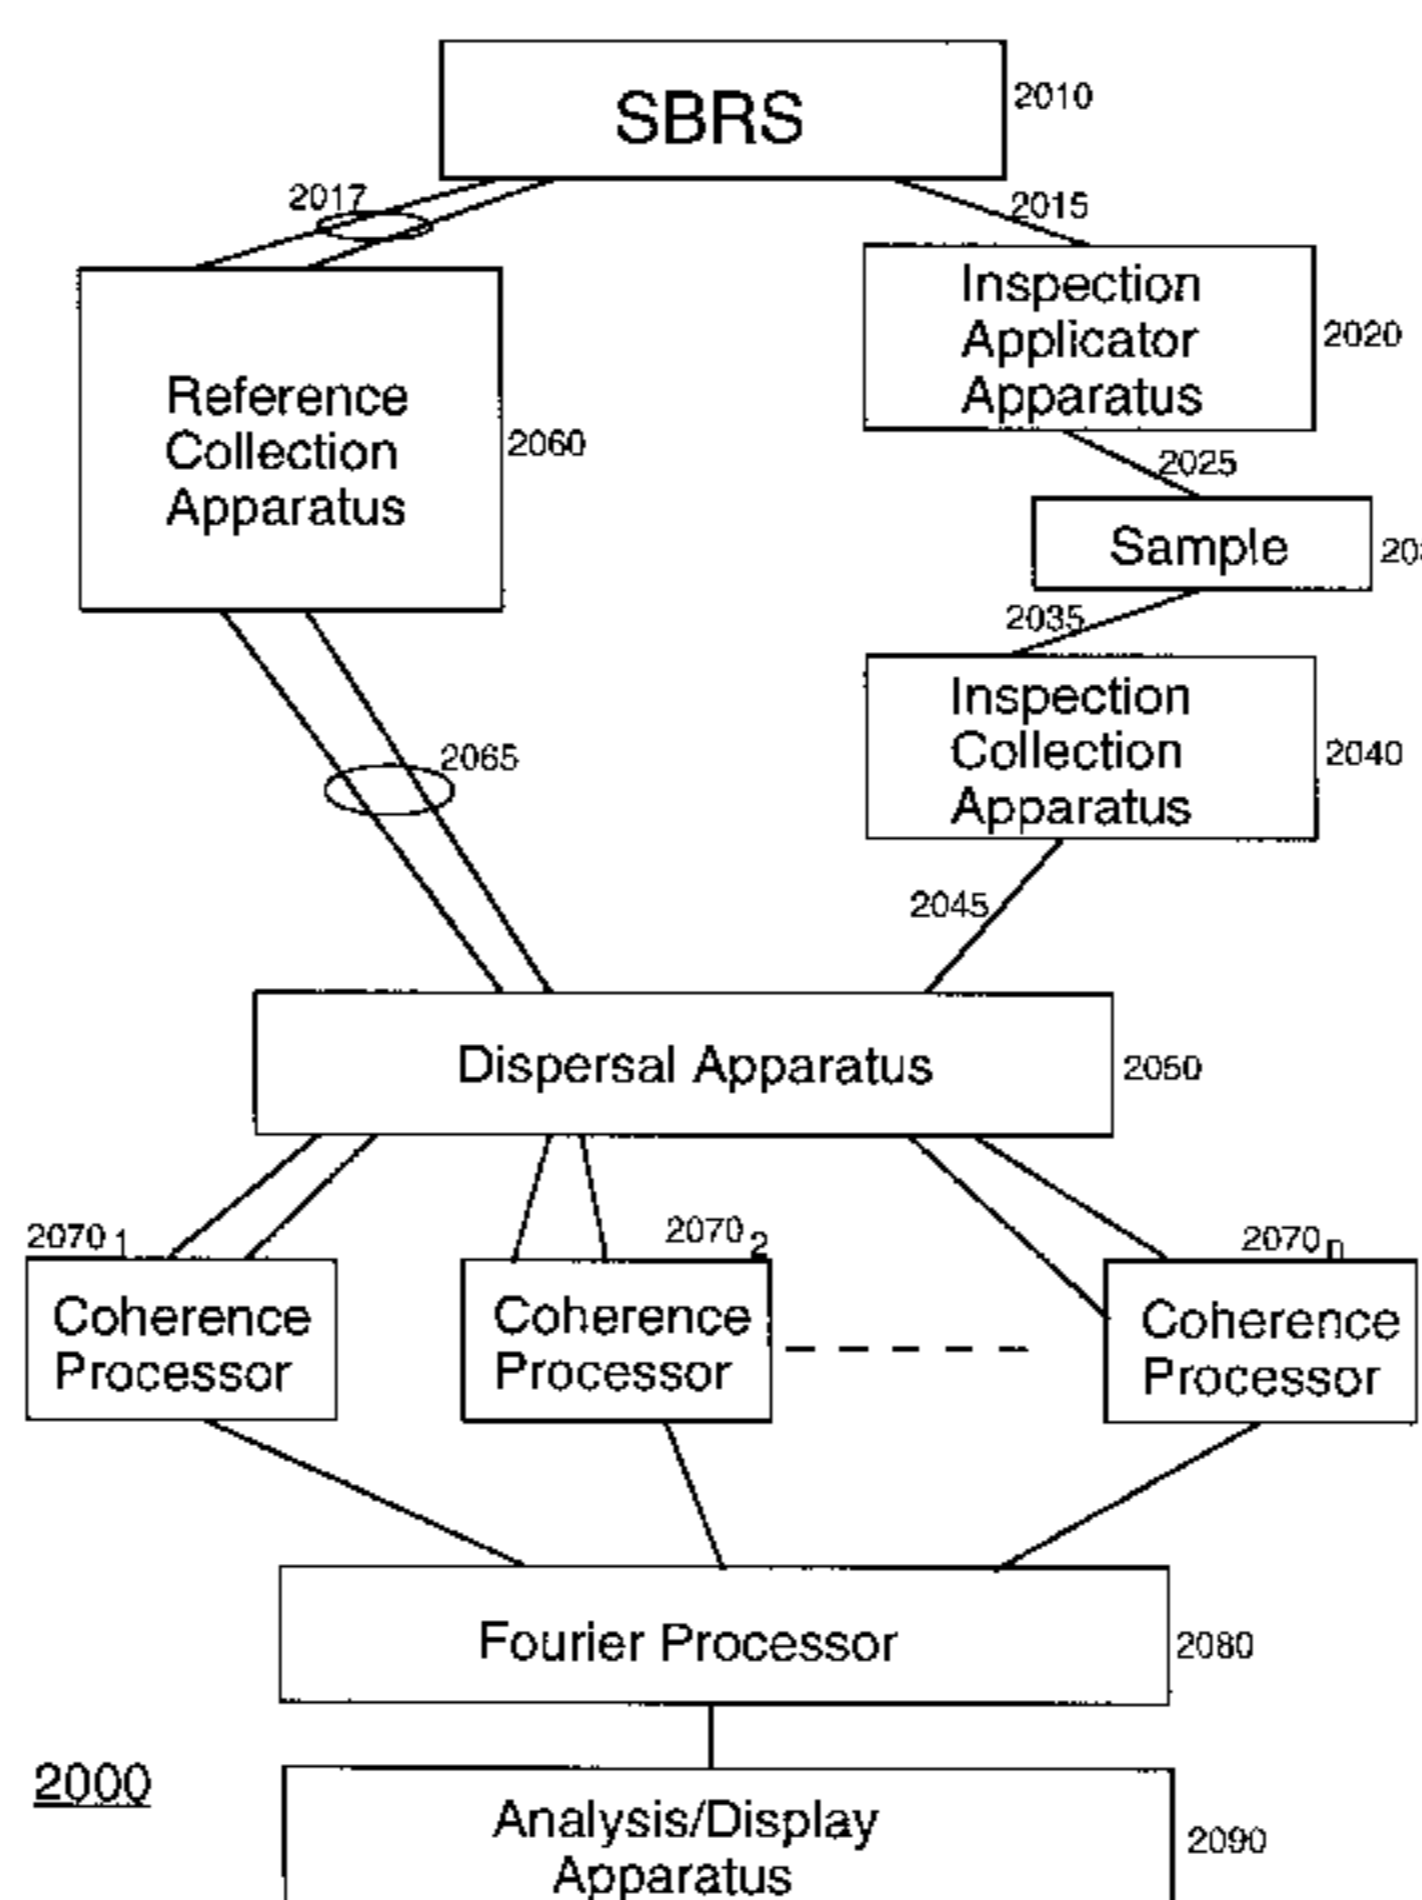 SBRS
2010
2017
2015
Inspection
Applicator
Apparatus
2020
Reference
Collection
Apparatus
2060
2025
Sample
2035
Inspection
Collection
Apparatus
2040
2065
2045
Dispersal Apparatus
2050
2070 1
2070 2
2070 n
Coherence
Processor
Coherence
Processor
Coherence
Processor
Fourier Processor
2080
2000
Analysis/Display
Apparatus
2090